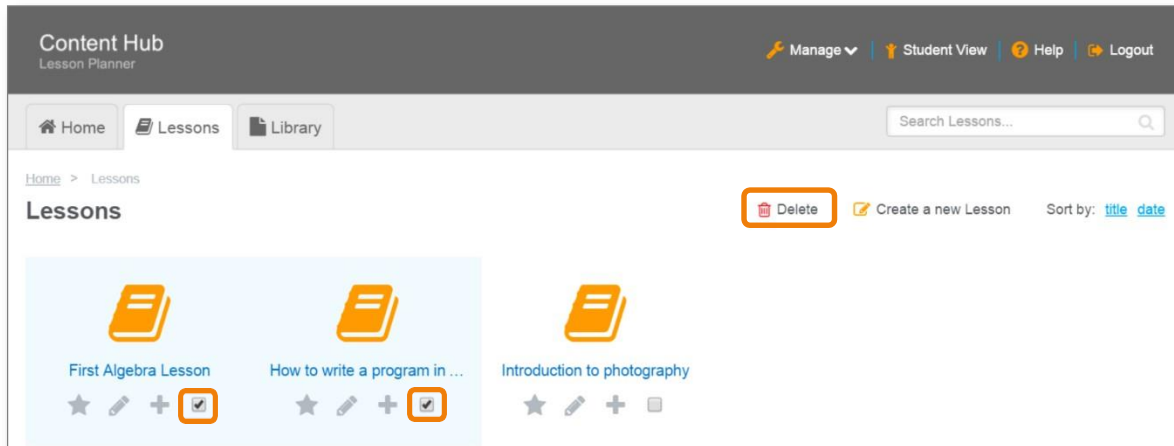 Content Hub
Lesson Planner
Manage
Student View
Help
Logout
Home
Lessons
Library
Search Lessons...
Home > Lessons
Lessons
Delete
Create a new Lesson
Sort by: title date
First Algebra Lesson
How to write a program in ...
Introduction to photography